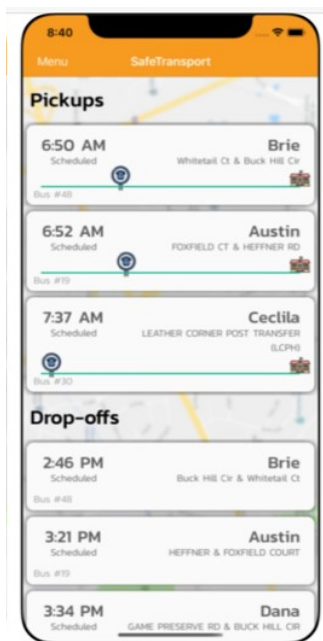 8:40
Menu SafeTransport
Pickups
6:50 AM Brie
Scheduled Whitetail Ct & Buck Hill Cir
Bus #48
6:52 AM Austin
Scheduled FOXFIELD CT & HEFFNER RD
Bus #19
7:37 AM Ceclila
Scheduled LEATHER CORNER POST TRANSFER
(LCPH)
Bus #30
Drop-offs
2:46 PM Brie
Scheduled Buck Hill Cir & Whitetail Ct
Bus #48
3:21 PM Austin
Scheduled HEFFNER & FOXFIELD COURT
Bus #19
3:34 PM Dana
Scheduled GAME PRESERVE RD & BUCK HILL CIR